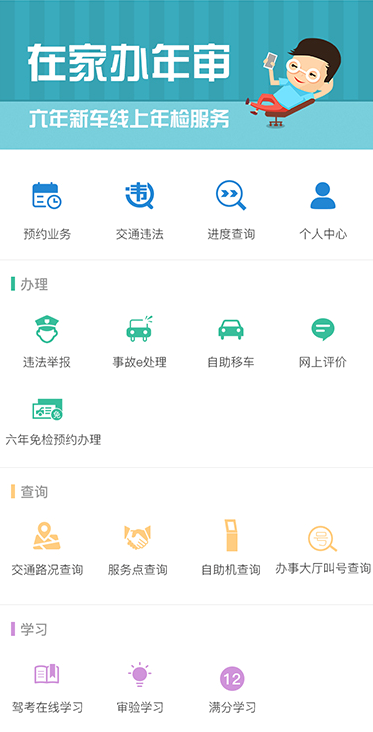 在家办年审
六年新车线上年检服务
违
预约业务 交通违法 进度查询 个人中心
办理
违法举报 事故e处理 自助移车 网上评价
免
六年免检预约办理
查询
号
交通路况查询 服务点查询 自助机查询 办事大厅叫号查询
学习
12
驾考在线学习 审验学习 满分学习